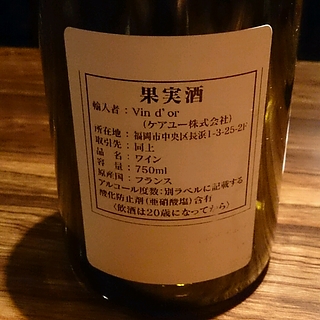 果実酒
輸入者：Vin d'or
（ケアユー株式会社）
所在地：福岡市中央区長浜1-3-25-2F
取引先：同上
品名：ワイン
容量：750ml
原産国：フランス
アルコール度数：別ラベルに記載する
酸化防止剤（亜硝酸塩）含有
〈飲酒は20歳になってから〉